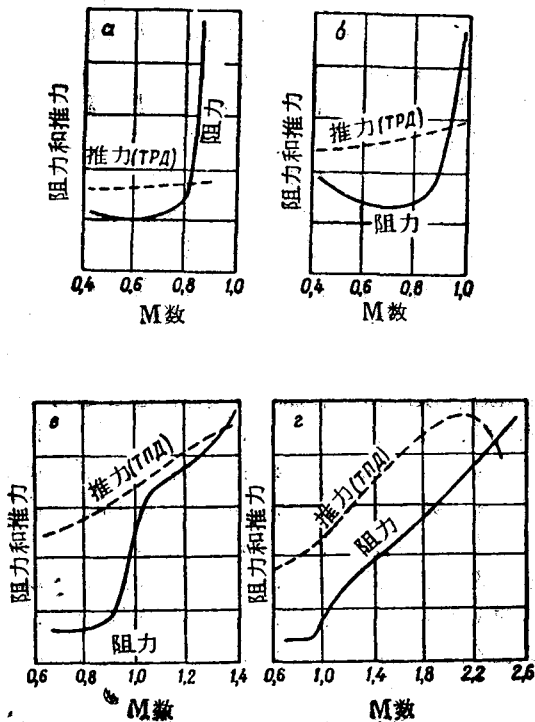 а
阻力和推力
推力(ТРД)
阻力
0,4 0,6 0,8 1,0
M数
б
阻力和推力
推力(ТРД)
阻力
0,4 0,6 0,8 1,0
M数
в
阻力和推力
推力(ТПД)
阻力
0,6 0,8 1,0 1,2 1,4
M数
г
阻力和推力
推力(ТПД)
阻力
0,6 1,0 1,4 1,8 2,2 2,6
M数